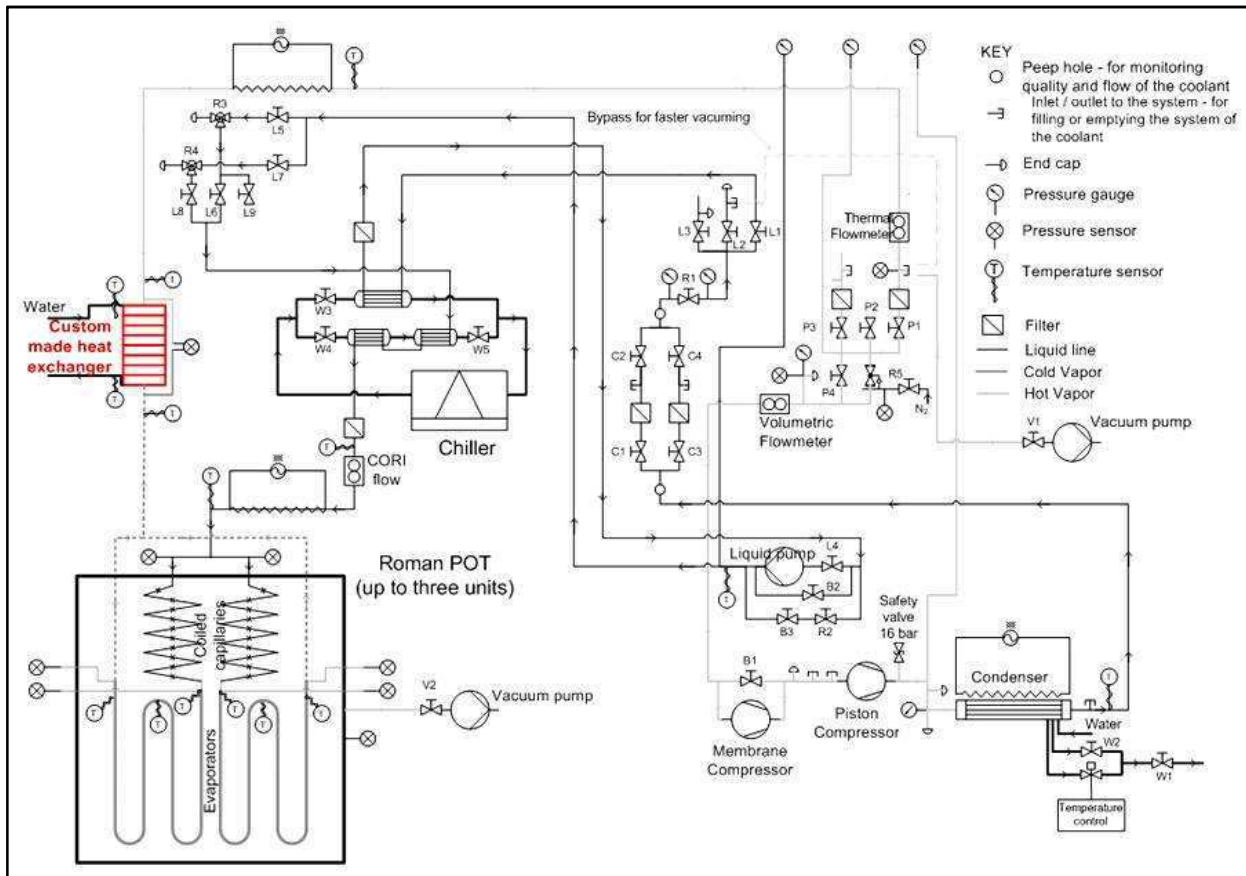 KEY
Peep hole - for monitoring
quality and flow of the coolant
Inlet / outlet to the system - for
filling or emptying the system of
the coolant
End cap
Pressure gauge
Pressure sensor
T
Temperature sensor
Filter
Liquid line
Cold Vapor
Hot Vapor
T
R3
L5
R4
L7
L8
L6
L9
Bypass for faster vacuming
L3
L2
L1
Thermal
Flowmeter
R1
P3
P2
P1
C2
C4
P4
R5
N₂
Volumetric
Flowmeter
C1
C3
V1
Vacuum pump
T
T
Water
Custom
made heat
exchanger
T
T
W3
W4
W5
Chiller
T
CORI
flow
T
Roman POT
(up to three units)
Coiled
capillaries
Evaporators
T
T
T
T
T
V2
Vacuum pump
Liquid pump
L4
T
B2
B3
R2
Safety
valve
16 bar
B1
Membrane
Compressor
Piston
Compressor
Condenser
T
Water
W2
W1
Temperature
control